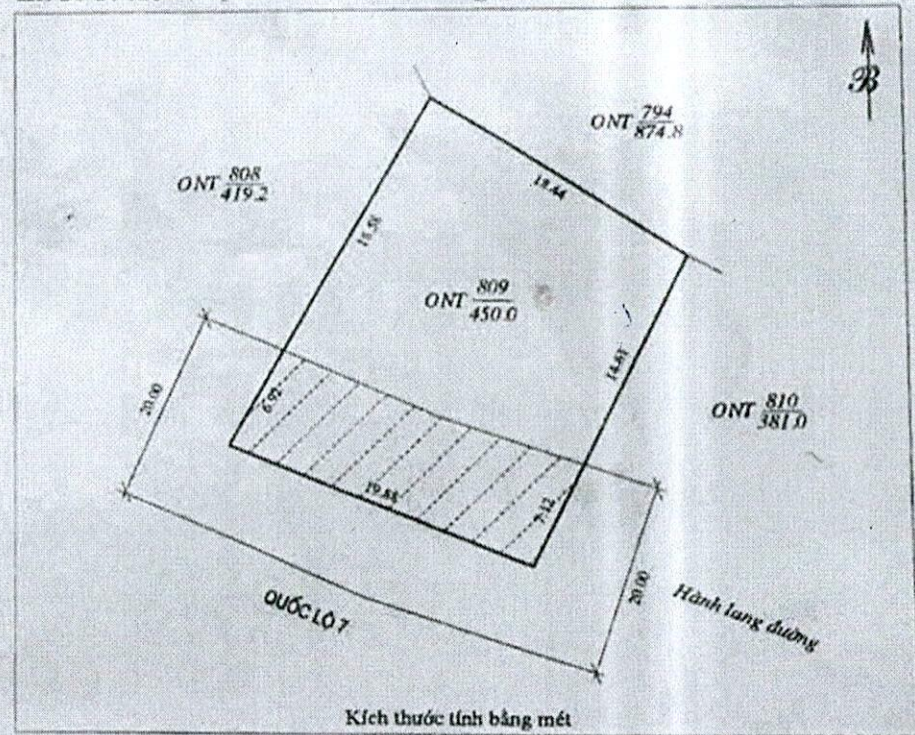 B
ONT 794
874.8
ONT 808
419.2
18.44
18.58
ONT 809
450.0
14.61
ONT 810
381.0
20.00
6.92
19.88
7.12
20.00
QUỐC LỘ 7
Hành lang đường
Kích thước tính bằng mét